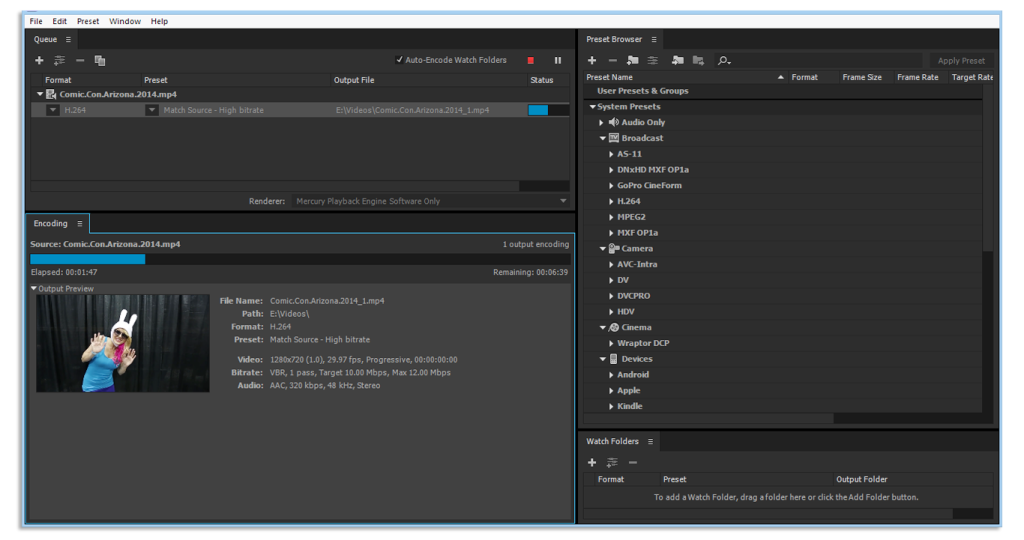 File Edit Preset Window Help
Queue
Auto-Encode Watch Folders
Format Preset Output File Status
Comic.Con.Arizona.2014.mp4
H.264 Match Source - High bitrate E:\Videos\Comic.Con.Arizona.2014_1.mp4
Renderer: Mercury Playback Engine Software Only
Encoding
Source: Comic.Con.Arizona.2014.mp4 1 output encoding
Elapsed: 00:01:47 Remaining: 00:06:39
Output Preview
File Name: Comic.Con.Arizona.2014_1.mp4
Path: E:\Videos\
Format: H.264
Preset: Match Source - High bitrate
Video: 1280x720 (1.0), 29.97 fps, Progressive, 00:00:00:00
Bitrate: VBR, 1 pass, Target 10.00 Mbps, Max 12.00 Mbps
Audio: AAC, 320 kbps, 48 kHz, Stereo
Preset Browser
Apply Preset
Preset Name Format Frame Size Frame Rate Target Rate
User Presets & Groups
System Presets
Audio Only
Broadcast
AS-11
DNxHD MXF OP1a
GoPro CineForm
H.264
MPEG2
MXF OP1a
Camera
AVC-Intra
DV
DVCPRO
HDV
Cinema
Wraptor DCP
Devices
Android
Apple
Kindle
Watch Folders
Format Preset Output Folder
To add a Watch Folder, drag a folder here or click the Add Folder button.